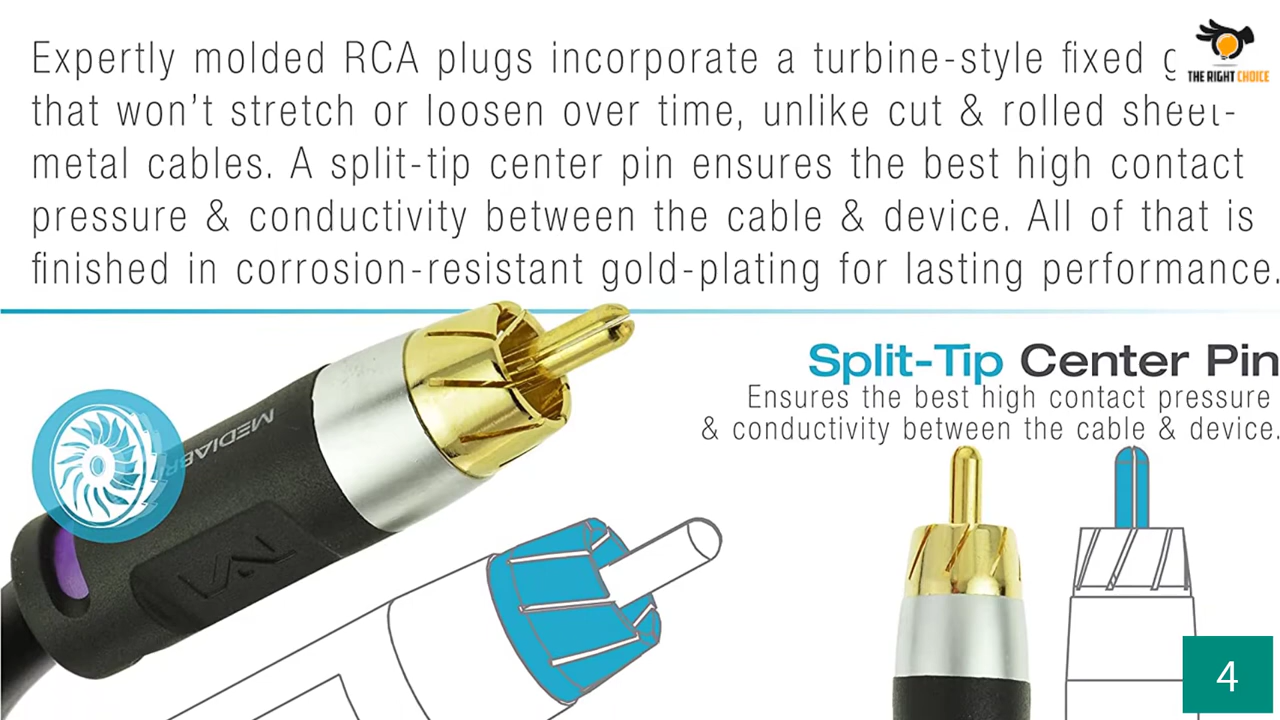 Expertly molded RCA plugs incorporate a turbine-style fixed
THE RIGHT CHOICE
that won't stretch or loosen over time, unlike cut & rolled sheet-
metal cables. A split-tip center pin ensures the best high contact
pressure & conductivity between the cable & device. All of that is
finished in corrosion-resistant gold-plating for lasting performance.
Split-Tip Center Pin
Ensures the best high contact pressure
& conductivity between the cable & device.
4